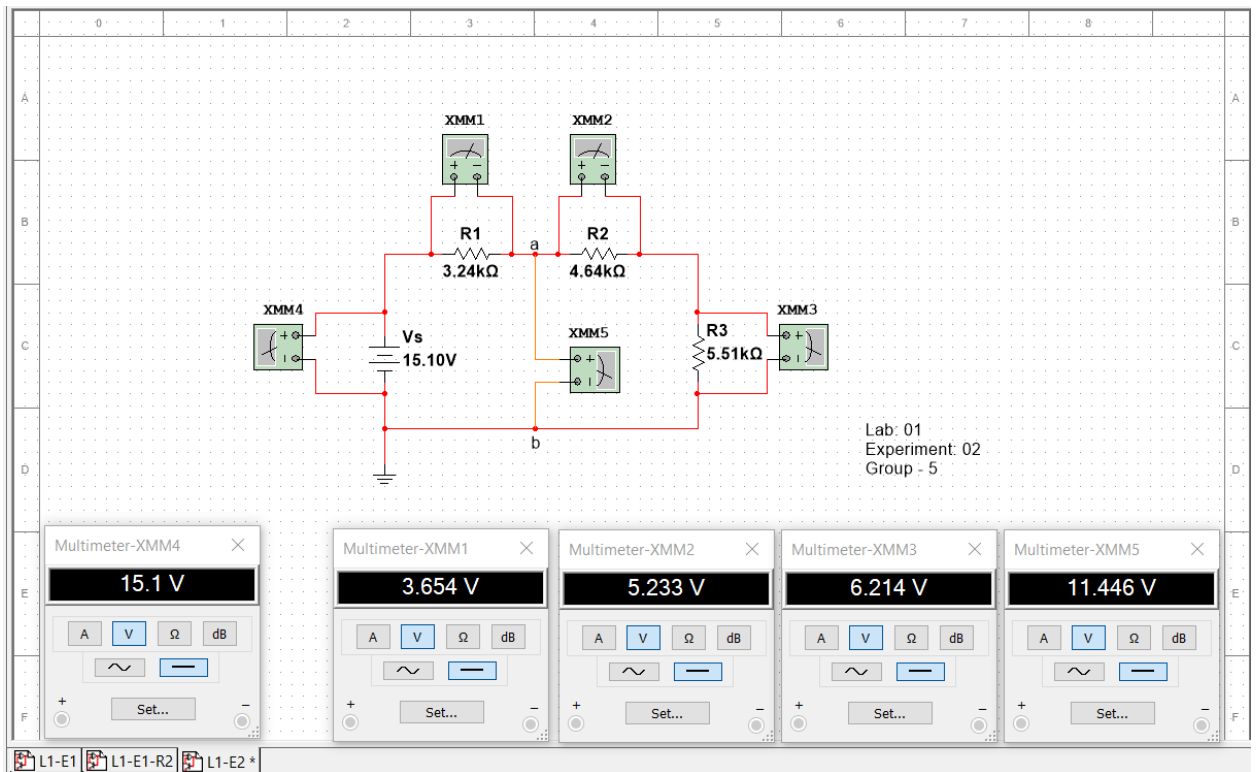 0 1 2 3 4 5 6 7 8
A A
XMM1 XMM2
+ − + −
B B
R1 a R2
3.24kΩ 4.64kΩ
XMM4 XMM3
+ XMM5 +
C Vs R3 C
15.10V + 5.51kΩ
b
Lab: 01
Experiment: 02
Group - 5
D D
Multimeter-XMM4 Multimeter-XMM1 Multimeter-XMM2 Multimeter-XMM3 Multimeter-XMM5
E 15.1 V 3.654 V 5.233 V 6.214 V 11.446 V E
A V Ω dB A V Ω dB A V Ω dB A V Ω dB A V Ω dB
+ Set... − + Set... − + Set... − + Set... − + Set... −
F F
L1-E1 L1-E1-R2 L1-E2 *